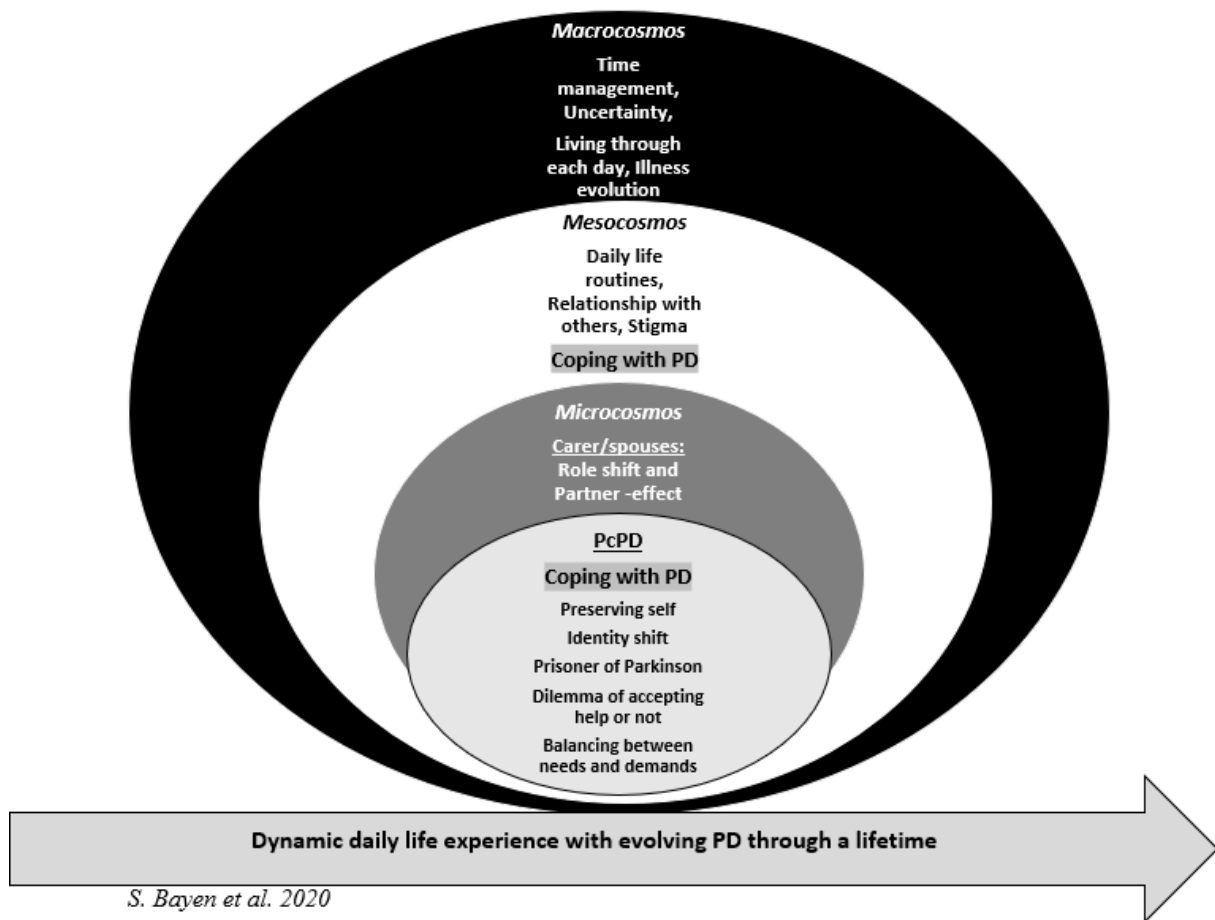 Macrocosmos
Time
management,
Uncertainty,
Living through
each day, Illness
evolution
Mesocosmos
Daily life
routines,
Relationship with
others, Stigma
Coping with PD
Microcosmos
Carer/spouses:
Role shift and
Partner -effect
PcPD
Coping with PD
Preserving self
Identity shift
Prisoner of Parkinson
Dilemma of accepting
help or not
Balancing between
needs and demands
Dynamic daily life experience with evolving PD through a lifetime
S. Bayen et al. 2020